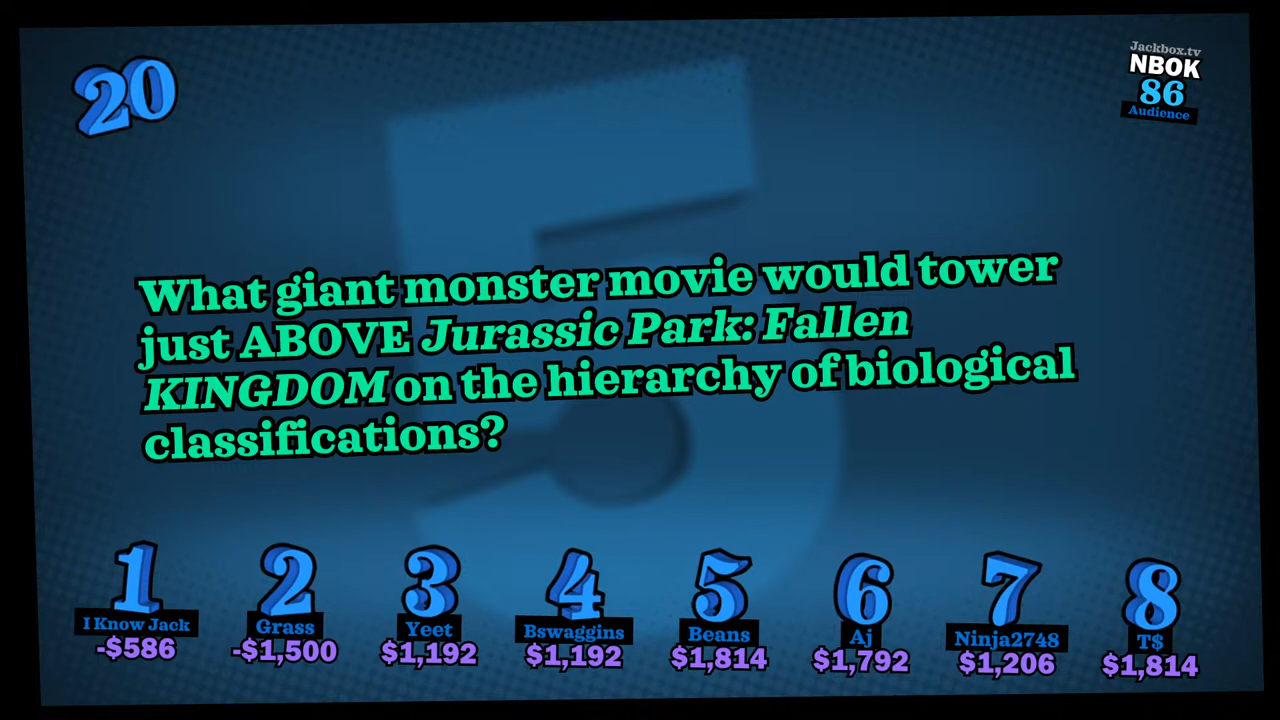 20
Jackbox.tv
NBOK
86
Audience
What giant monster movie would tower
just ABOVE Jurassic Park: Fallen
KINGDOM on the hierarchy of biological
classifications?
1 2 3 4 5 6 7 8
I Know Jack Grass Yeet Bswaggins Beans Aj Ninja2748 T$
-$586 -$1,500 $1,192 $1,192 $1,814 $1,792 $1,206 $1,814